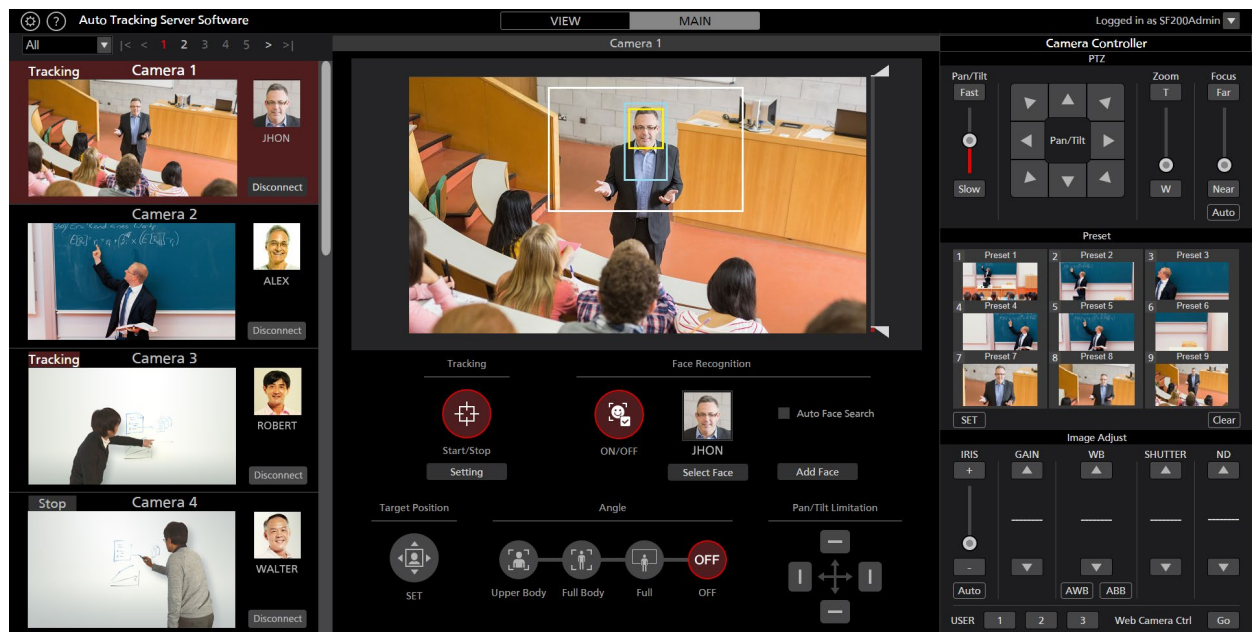 ? Auto Tracking Server Software
VIEW MAIN
Logged in as SF200Admin
All |< < 1 2 3 4 5 > >|
Tracking Camera 1
JHON
Disconnect
Camera 2
ALEX
Disconnect
Tracking Camera 3
ROBERT
Disconnect
Stop Camera 4
WALTER
Disconnect
Camera 1
Tracking
Start/Stop
Setting
Face Recognition
ON/OFF
JHON
Select Face
Auto Face Search
Add Face
Target Position
SET
Angle
OFF
Upper Body Full Body Full OFF
Pan/Tilt Limitation
Camera Controller
PTZ
Pan/Tilt Zoom Focus
Fast T Far
Pan/Tilt
Slow W Near
Auto
Preset
1 Preset 1 2 Preset 2 3 Preset 3
4 Preset 4 5 Preset 5 6 Preset 6
7 Preset 7 8 Preset 8 9 Preset 9
SET Clear
Image Adjust
IRIS GAIN WB SHUTTER ND
+
-
Auto AWB ABB
USER 1 2 3 Web Camera Ctrl Go